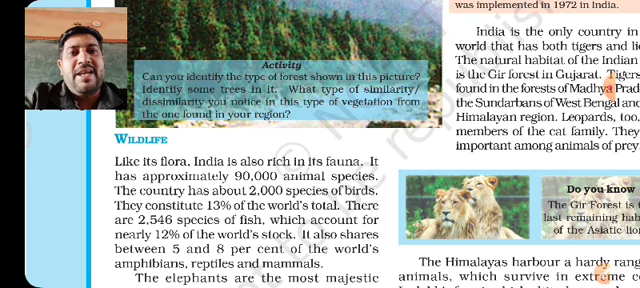 Activity
Can you identify the type of forest shown in this picture?
Identify some trees in it. What type of similarity/
dissimilarity you notice in this type of vegetation from
the one found in your region?
WILDLIFE
Like its flora, India is also rich in its fauna. It
has approximately 90,000 animal species.
The country has about 2,000 species of birds.
They constitute 13% of the world's total. There
are 2,546 species of fish, which account for
nearly 12% of the world's stock. It also shares
between 5 and 8 per cent of the world's
amphibians, reptiles and mammals.
The elephants are the most majestic
was implemented in 1972 in India.
India is the only country in
world that has both tigers and
The natural habitat of the Indian
is the Gir forest in Gujarat. Tigers
found in the forests of Madhya
the Sundarbans of West Bengal and
Himalayan region. Leopards, too,
members of the cat family. They
important among animals of prey.
Do you know
The Gir Forest is
last remaining
of the Asiatic
The Himalayas harbour a hardy
animals, which survive in extreme